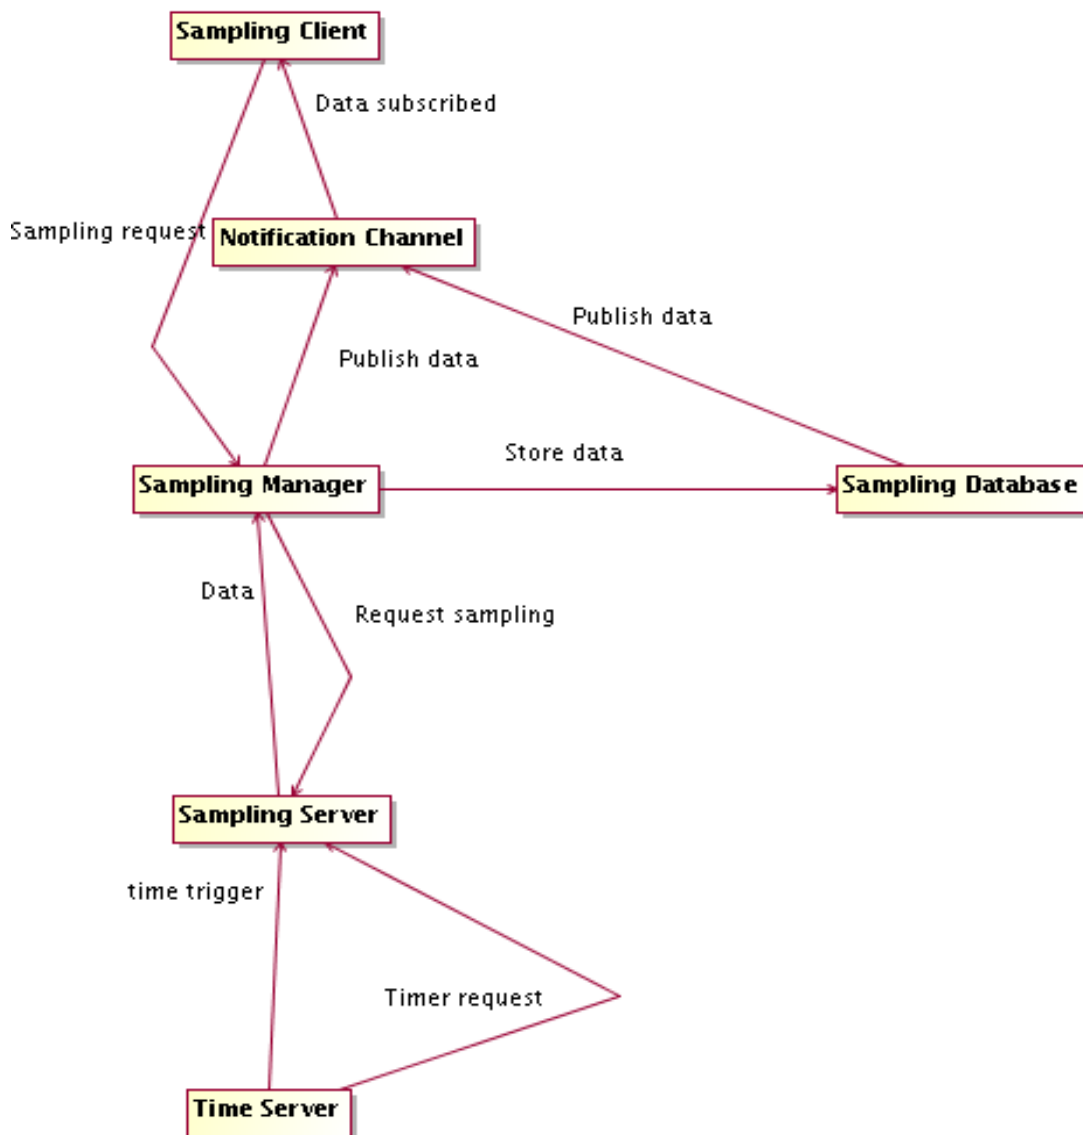 Sampling Client
Data subscribed
Sampling request
Notification Channel
Publish data
Publish data
Store data
Sampling Manager
Sampling Database
Data
Request sampling
Sampling Server
time trigger
Timer request
Time Server